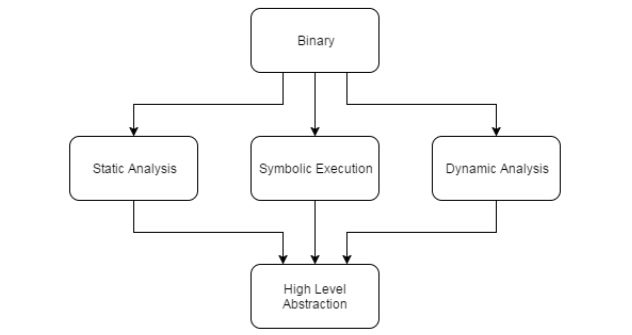 Binary
Static Analysis
Symbolic Execution
Dynamic Analysis
High Level
Abstraction